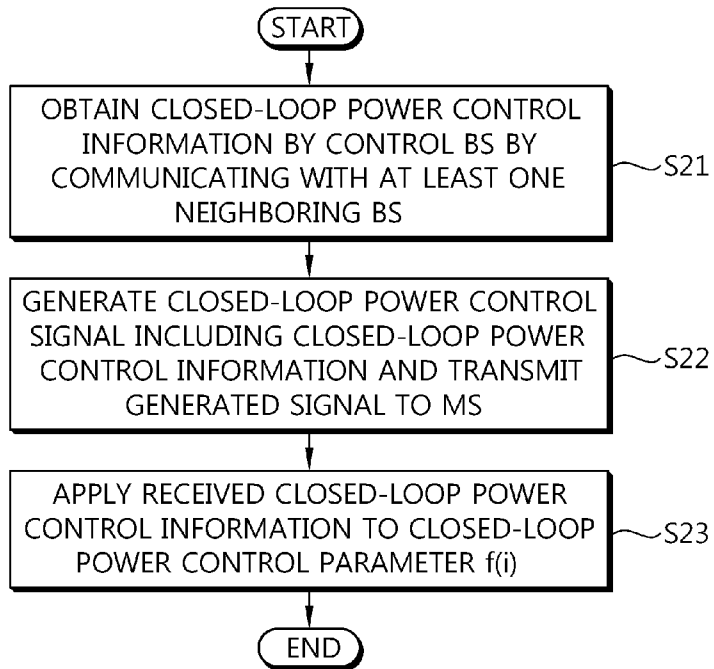 START
OBTAIN CLOSED-LOOP POWER CONTROL
INFORMATION BY CONTROL BS BY
COMMUNICATING WITH AT LEAST ONE
NEIGHBORING BS
S21
GENERATE CLOSED-LOOP POWER CONTROL
SIGNAL INCLUDING CLOSED-LOOP POWER
CONTROL INFORMATION AND TRANSMIT
GENERATED SIGNAL TO MS
S22
APPLY RECEIVED CLOSED-LOOP POWER
CONTROL INFORMATION TO CLOSED-LOOP
POWER CONTROL PARAMETER f(i)
S23
END